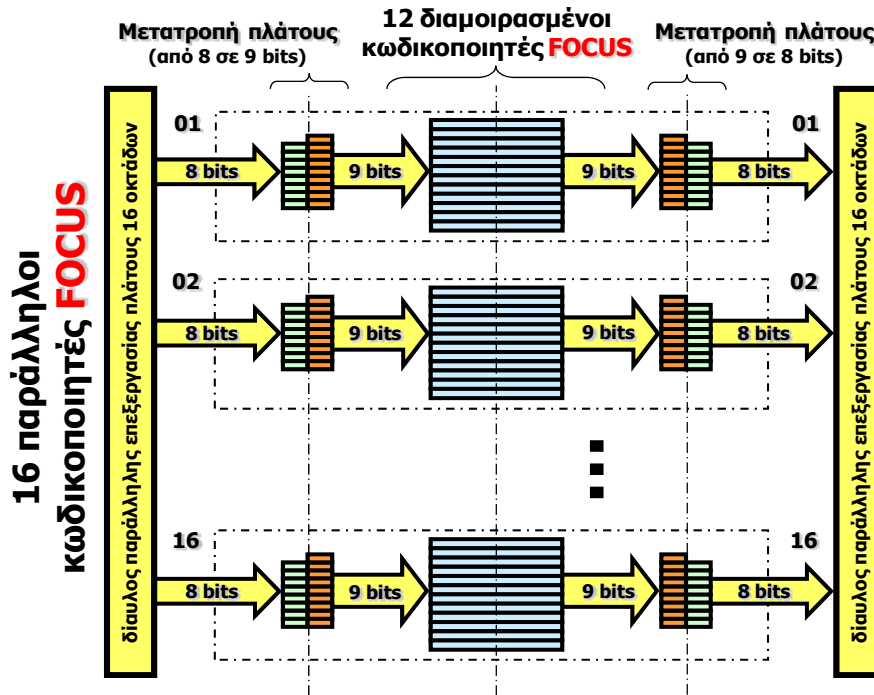 Μετατροπή πλάτους
(από 8 σε 9 bits)
12 διαμοιρασμένοι
κωδικοποιητές FOCUS
Μετατροπή πλάτους
(από 9 σε 8 bits)
16 παράλληλοι
κωδικοποιητές FOCUS
δίαυλος παράλληλης επεξεργασίας πλάτους 16 οκτάδων
01
8 bits
9 bits
9 bits
8 bits
01
02
8 bits
9 bits
9 bits
8 bits
02
16
8 bits
9 bits
9 bits
8 bits
16
δίαυλος παράλληλης επεξεργασίας πλάτους 16 οκτάδων